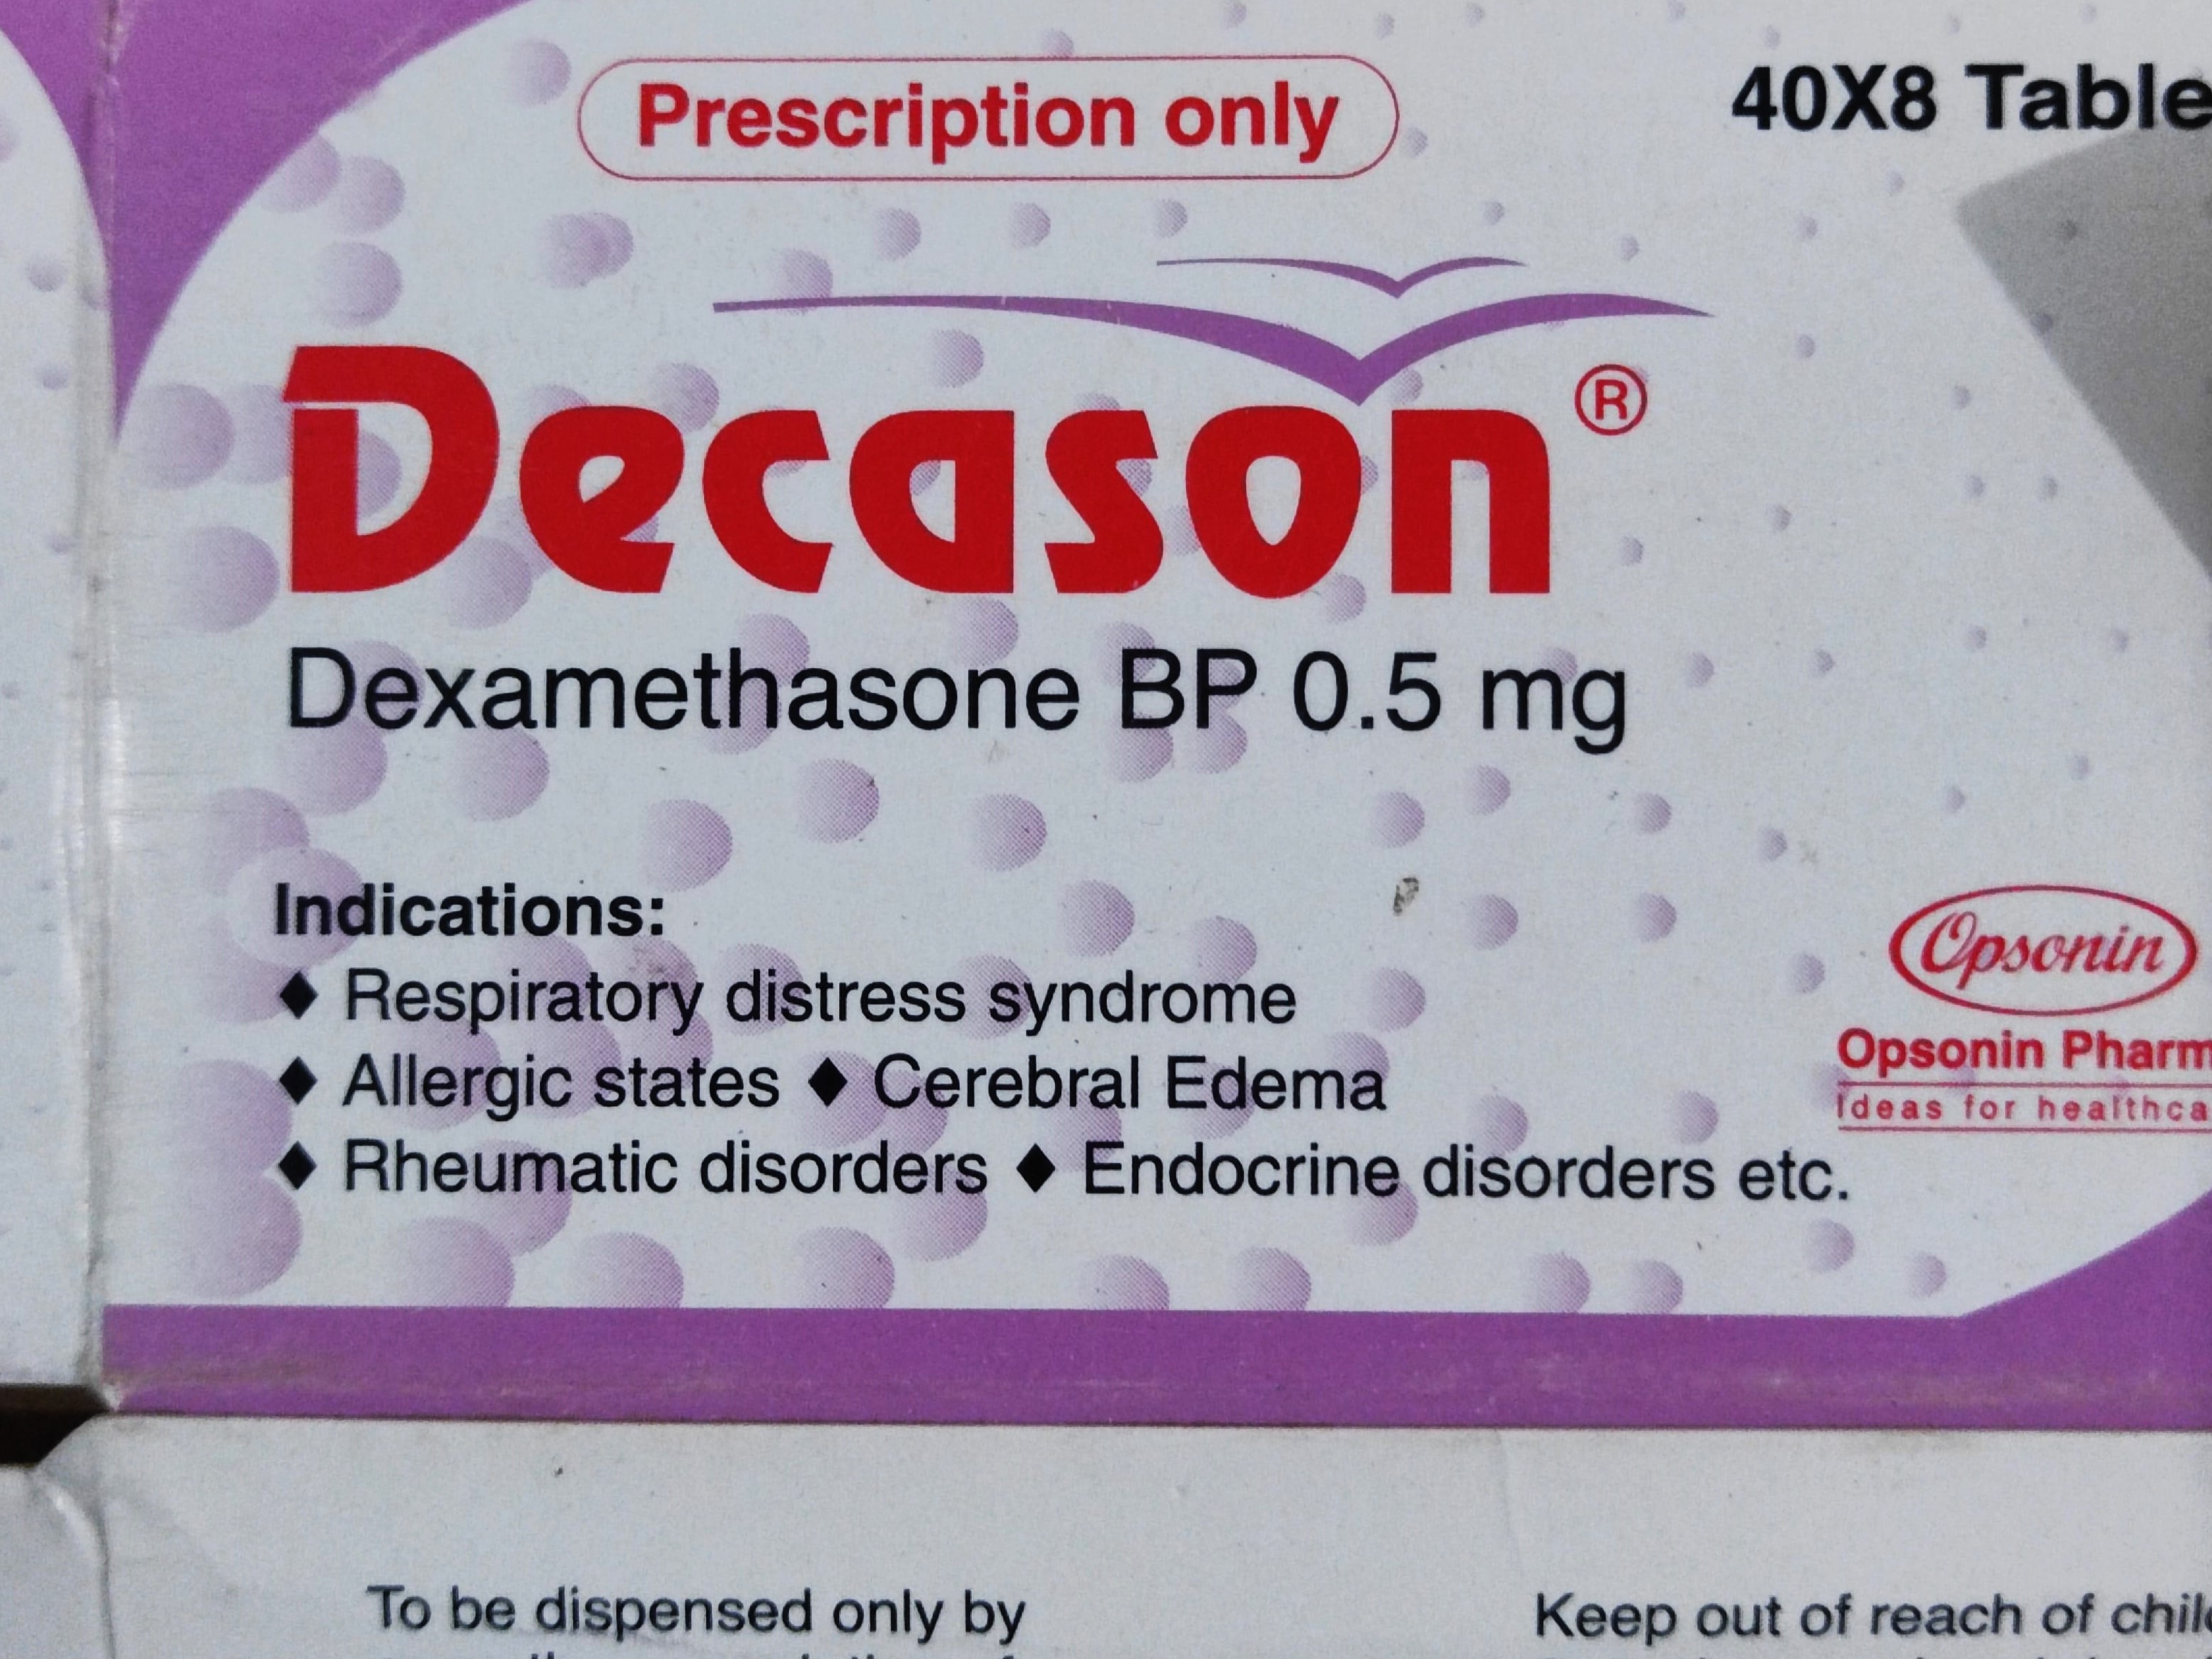 Prescription only
40X8 Table
Decason®
Dexamethasone BP 0.5 mg
Indications:
♦ Respiratory distress syndrome
♦ Allergic states ♦ Cerebral Edema
♦ Rheumatic disorders ♦ Endocrine disorders etc.
Opsonin
Opsonin Pharm
Ideas for healthca
To be dispensed only by
Keep out of reach of chil